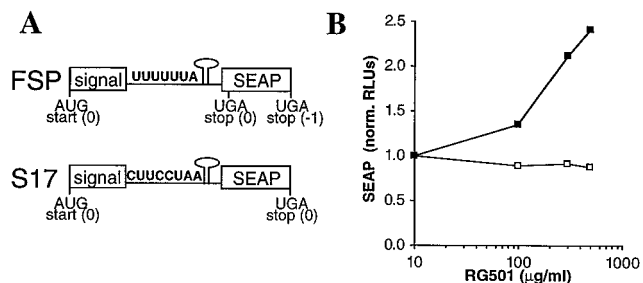 A
FSP
signal
UUUUUUA
SEAP
AUG
start (0)
UGA
stop (0)
UGA
stop (-1)
S17
signal
CUUCCUAA
SEAP
AUG
start (0)
UGA
stop (0)
B
SEAP (norm. RLUs)
2.5
2.0
1.5
1.0
0.5
0.0
10
100
1000
RG501 (μg/ml)